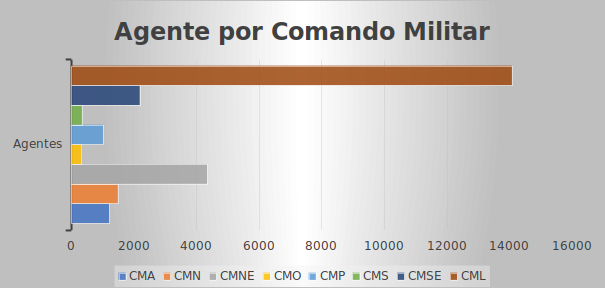 Agente por Comando Militar
Agentes
0 2000 4000 6000 8000 10000 12000 14000 16000
CMA CMN CMNE CMO CMP CMS CMSE CML